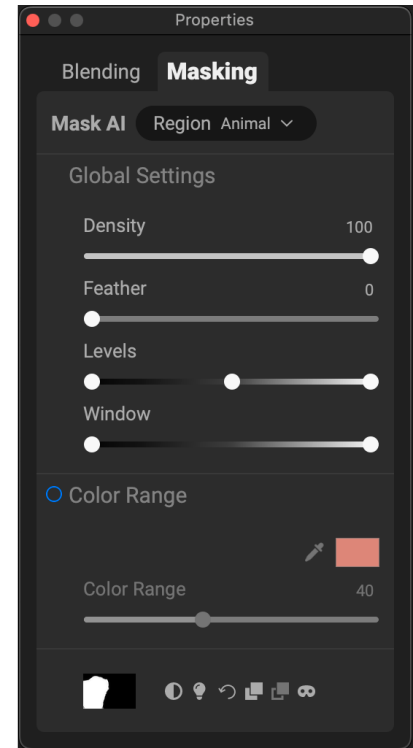 Properties
Blending Masking
Mask AI Region Animal
Global Settings
Density 100
Feather 0
Levels
Window
Color Range
Color Range 40